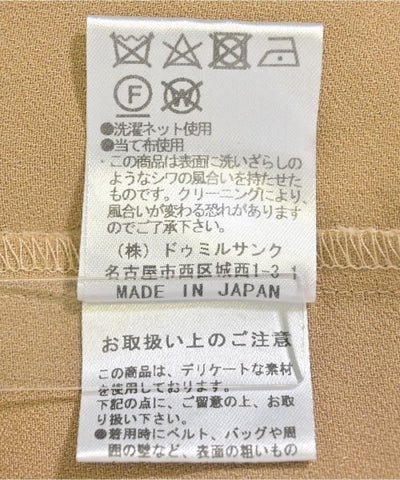 F
W
●洗濯ネット使用
●当て布使用
・この商品は表面に洗いざらしの
ようなシワの風合いを持たせた
ものです。クリーニングにより、
風合いが変わる恐れがあります
のでご了承下さい。
(株) ドゥミルサンク
名古屋市西区城西1-3 1
MADE IN JAPAN
お取扱い上のご注意
この商品は、デリケートな素材
を使用しております。
下記の点に、ご留意の上、お取
り扱い下さい。
●着用時にベルト、バッグや周
囲の壁など、表面の粗いもの